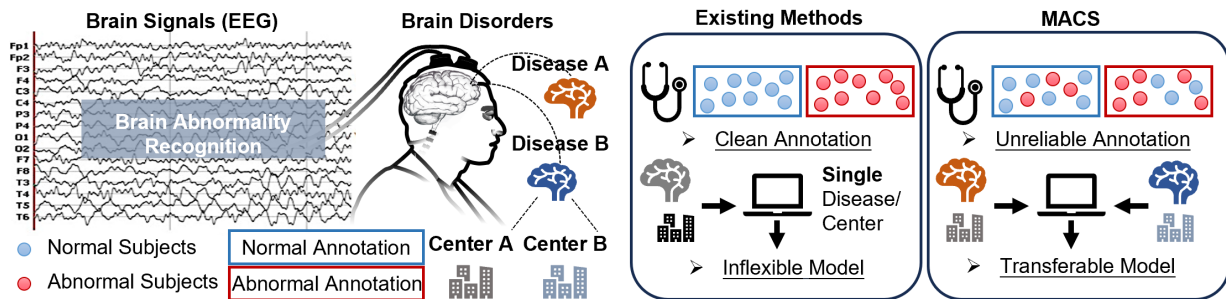 Brain Signals (EEG)
Fp1
Fp2
F3
F4
C3
C4
P3
P4
O1
O2
F7
F8
T3
T4
T5
T6
Brain Abnormality
Recognition
Normal Subjects
Normal Annotation
Abnormal Subjects
Abnormal Annotation
Brain Disorders
Disease A
Disease B
Center A
Center B
Existing Methods
➢ Clean Annotation
Single
Disease/
Center
➢ Inflexible Model
MACS
➢ Unreliable Annotation
➢ Transferable Model